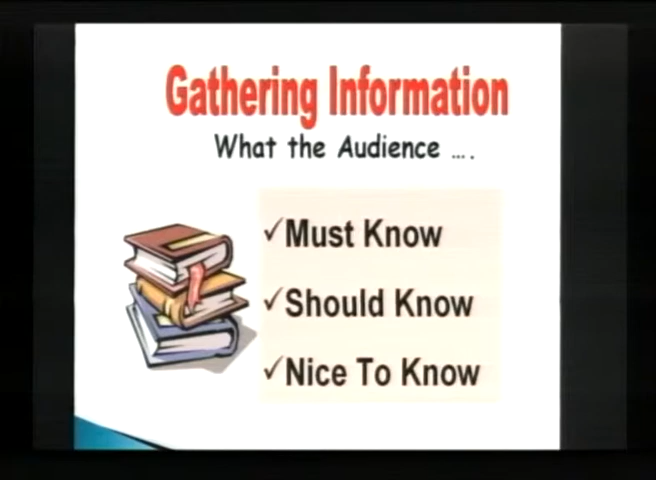 Gathering Information
What the Audience ....
✓Must Know
✓Should Know
✓Nice To Know